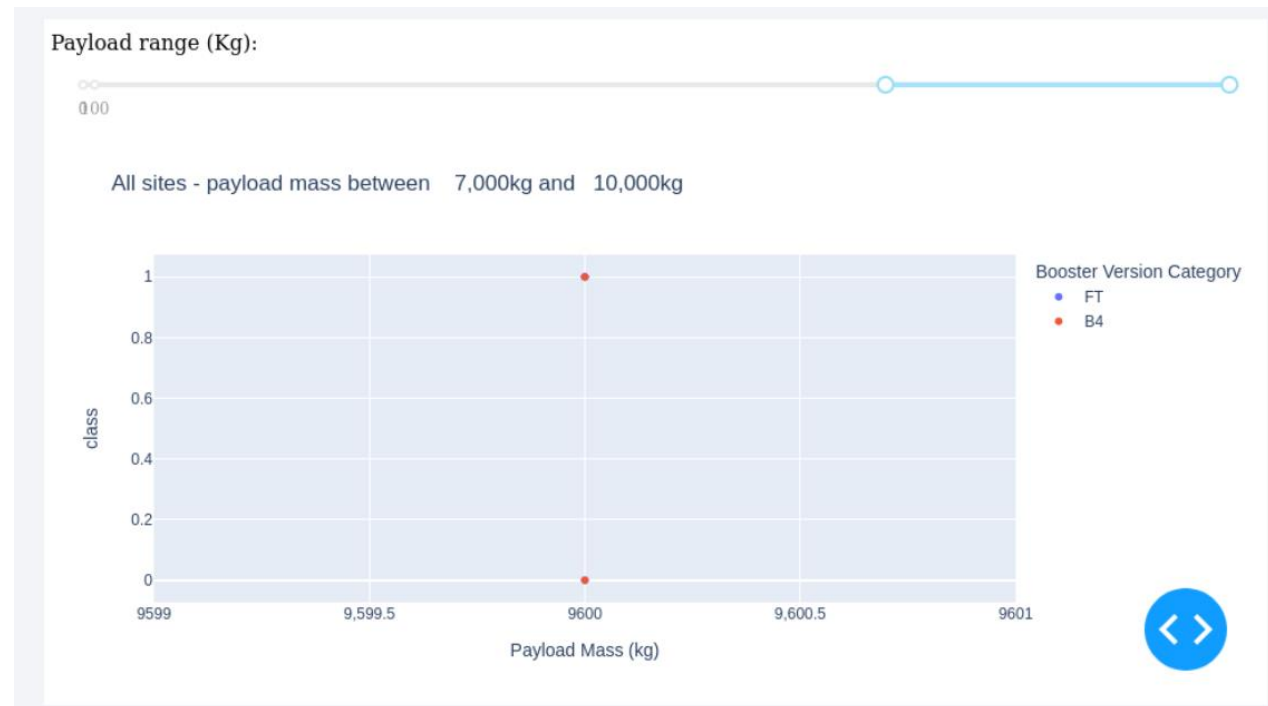 Payload range (Kg):
All sites - payload mass between 7,000kg and 10,000kg
Booster Version Category
FT
B4
1
0.8
0.6
0.4
0.2
0
class
9599
9,599.5
9600
9,600.5
9601
Payload Mass (kg)